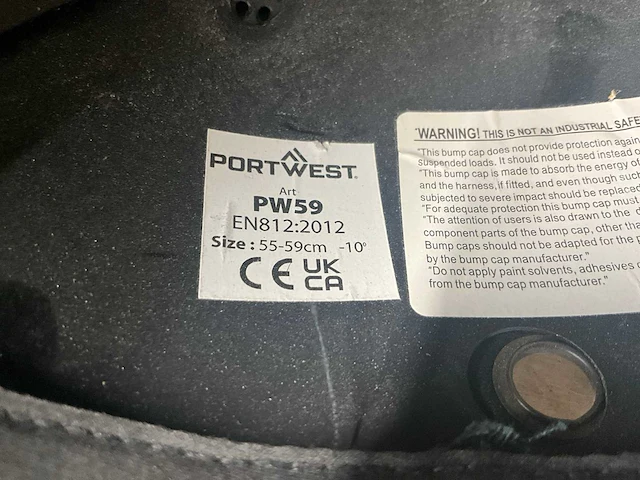 PORTWEST
Art
PW59
EN812:2012
Size : 55-59cm -10°
CE UK
CA
"WARNING! THIS IS NOT AN INDUSTRIAL
"This bump cap does not provide protection
suspended loads. It should not be used instead
"This bump cap is made to absorb the energy
and the harness, if fitted, and even though such
subjected to severe impact should be replaced
"For adequate protection this bump cap must
"The attention of users is also drawn to the
component parts of the bump cap, other
Bump caps should not be adapted for the
by the bump cap manufacturer."
"Do not apply paint solvents, adhesives
from the bump cap manufacturer."